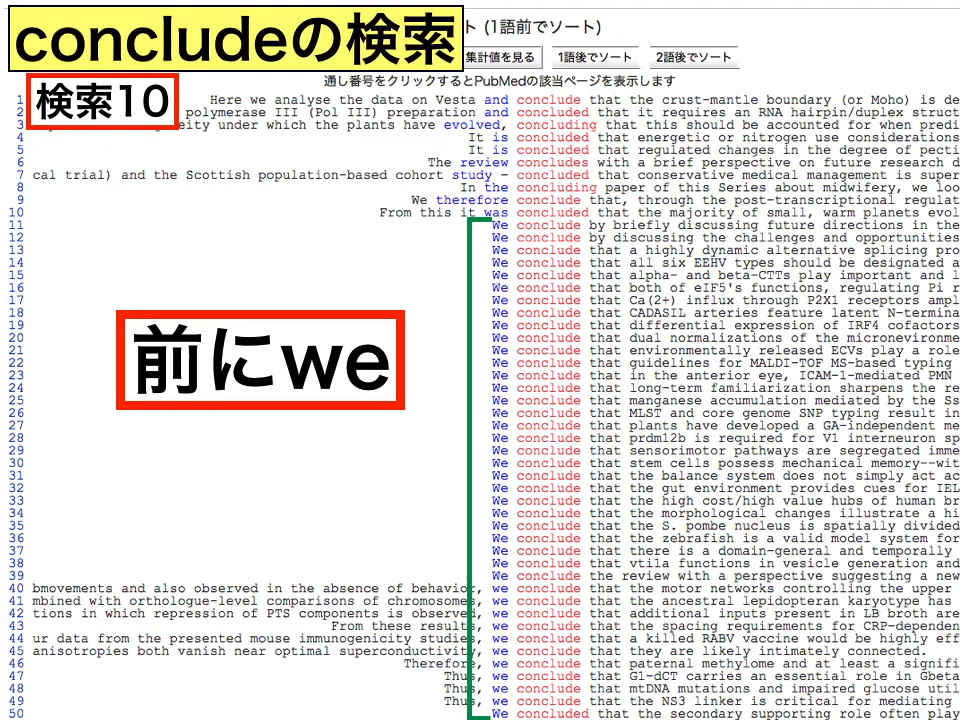 concludeの検索
ト (1語前でソート)
集計値を見る 1語後でソート 2語後でソート
通し番号をクリックするとPubMedの該当ページを表示します
検索10
1 Here we analyse the data on Vesta and conclude that the crust-mantle boundary (or Moho) is de
2 polymerase III (Pol III) preparation and concluded that it requires an RNA hairpin/duplex struct
3 eity under which the plants have evolved, concluding that this should be accounted for when predi
4 It is concluded that energetic or nitrogen use considerations
5 It is concluded that regulated changes in the degree of pecti
6 The review concludes with a brief perspective on future research d
7 cal trial) and the Scottish population-based cohort study - concluded that conservative medical management is super
8 In the concluding paper of this Series about midwifery, we loo
9 We therefore conclude that, through the post-transcriptional regulat
10 From this it was concluded that the majority of small, warm planets evol
11 We conclude by briefly discussing future directions in the
12 We conclude by discussing the challenges and opportunities
13 We conclude that a highly dynamic alternative splicing pro
14 We conclude that all six EEHV types should be designated a
15 We conclude that alpha- and beta-CTTs play important and l
16 We conclude that both of eIF5's functions, regulating Pi r
17 We conclude that Ca(2+) influx through P2X1 receptors ampl
18 We conclude that CADASIL arteries feature latent N-termina
19 We conclude that differential expression of IRF4 cofactors
20 We conclude that dual normalizations of the microenvironme
21 We conclude that environmentally released ECVs play a role
22 We conclude that guidelines for MALDI-TOF MS-based typing
23 We conclude that in the anterior eye, ICAM-1-mediated PMN
24 We conclude that long-term familiarization sharpens the re
25 We conclude that manganese accumulation mediated by the Ss
26 We conclude that MLST and core genome SNP typing result in
27 We conclude that plants have developed a GA-independent me
28 We conclude that prdm12b is required for V1 interneuron sp
29 We conclude that sensorimotor pathways are segregated imme
30 We conclude that stem cells possess mechanical memory--wit
31 We conclude that the balance system does not simply act ac
32 We conclude that the gut environment provides cues for IEL
33 We conclude that the high cost/high value hubs of human br
34 We conclude that the morphological changes illustrate a hi
35 We conclude that the S. pombe nucleus is spatially divided
36 We conclude that the zebrafish is a valid model system for
37 We conclude that there is a domain-general and temporally
38 We conclude that vtila functions in vesicle generation and
39 We conclude the review with a perspective suggesting a new
前にwe
40 bmovements and also observed in the absence of behavior, we conclude that the motor networks controlling the upper
41 mbined with orthologue-level comparisons of chromosomes, we conclude that the ancestral lepidopteran karyotype has
42 tions in which repression of PTS components is observed, we conclude that additional inputs present in LB broth are
43 From these results, we conclude that the spacing requirements for CRP-dependen
44 ur data from the presented mouse immunogenicity studies, we conclude that a killed RABV vaccine would be highly eff
45 anisotropies both vanish near optimal superconductivity, we conclude that they are likely intimately connected.
46 Therefore, we conclude that paternal methylome and at least a signifi
47 Thus, we conclude that G1-dCT carries an essential role in Gbeta
48 Thus, we conclude that mtDNA mutations and impaired glucose util
49 Thus, we conclude that the NS3 linker is critical for mediating
50 We concluded that the secondary supporting role often play